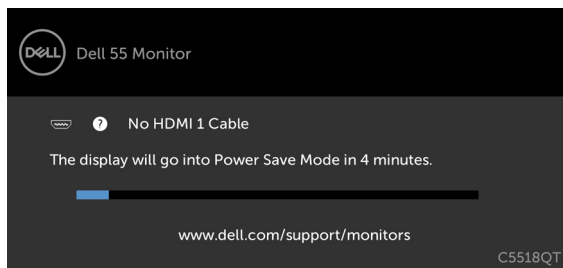 DELL Dell 55 Monitor
? No HDMI 1 Cable
The display will go into Power Save Mode in 4 minutes.
www.dell.com/support/monitors
C5518QT